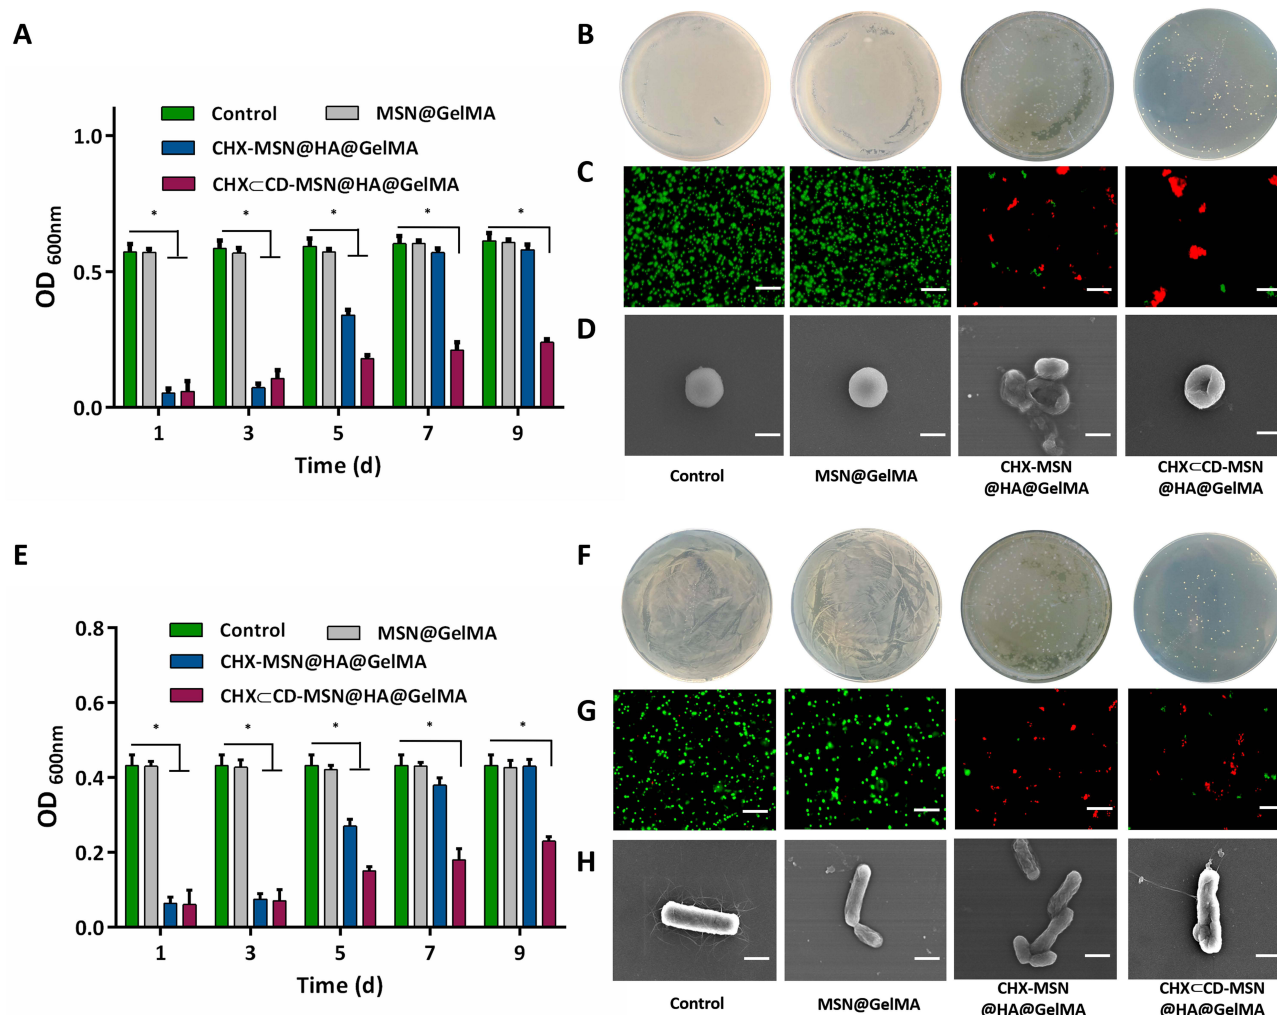 A
Control
MSN@GelMA
CHX-MSN@HA@GelMA
CHX⊂CD-MSN@HA@GelMA
1.0
0.5
0.0
OD 600nm
* * * * *
1 3 5 7 9
Time (d)
B
C
D
Control
MSN@GelMA
CHX-MSN
@HA@GelMA
CHX⊂CD-MSN
@HA@GelMA
E
Control
MSN@GelMA
CHX-MSN@HA@GelMA
CHX⊂CD-MSN@HA@GelMA
0.8
0.6
0.4
0.2
0.0
OD 600nm
* * * * *
1 3 5 7 9
Time (d)
F
G
H
Control
MSN@GelMA
CHX-MSN
@HA@GelMA
CHX⊂CD-MSN
@HA@GelMA